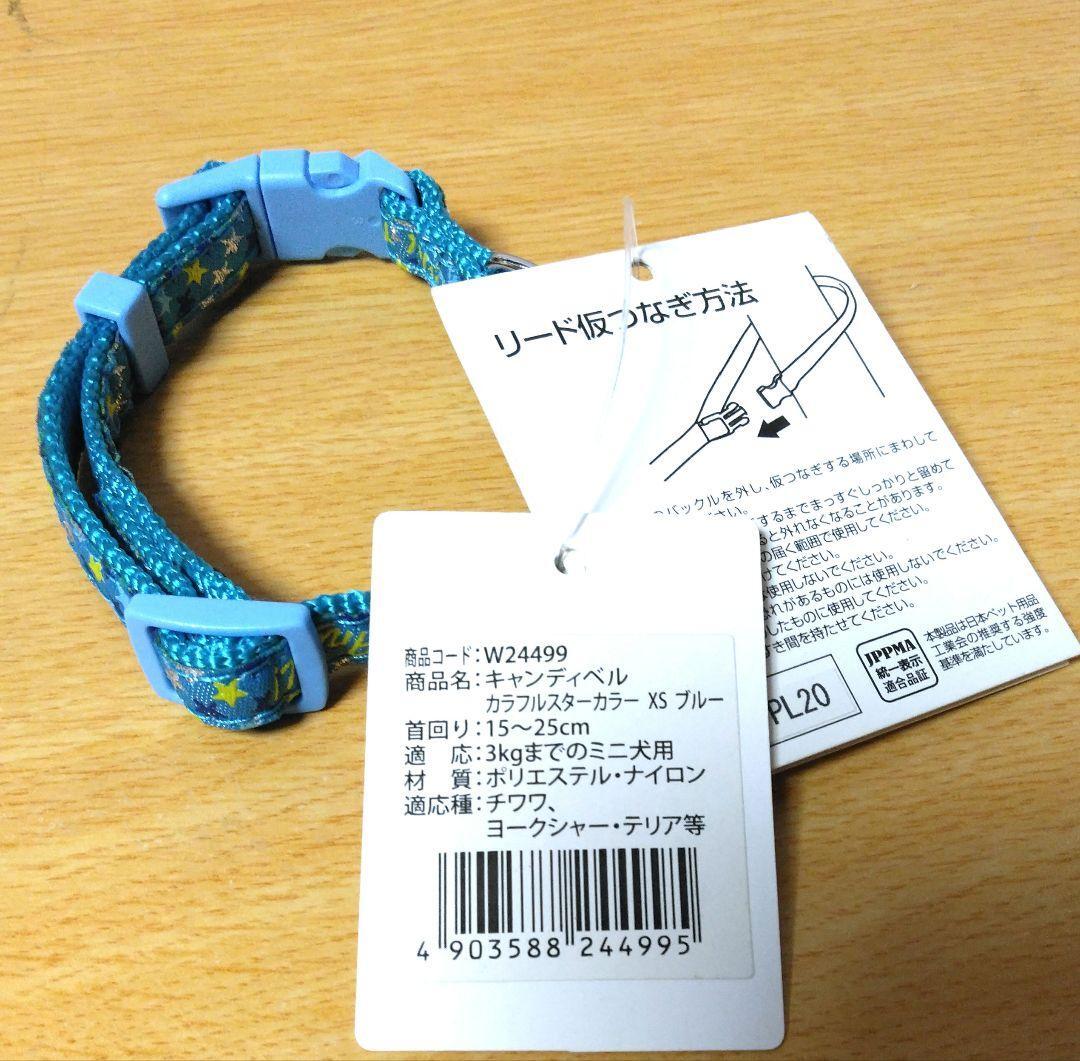 リード仮つなぎ方法
のバックルを外し、仮つなぎする場所にまわして
ださい。
するまでまっすぐしっかりと留めて
ると外れなくなることがあります。
の届く範囲で使用してください。
けてください。
使用しないでください。
れがあるものには使用しないでください。
したものに使用してください。
すき間を持たせてください。
JPPMA
統一表示
適合品証
本製品は日本ペット用品
工業会の推奨する強度
基準を満たしています。
PL20
商品コード:W24499
商品名:キャンディベル
カラフルスターカラー XS ブルー
首回り:15〜25cm
適 応:3kgまでのミニ犬用
材 質:ポリエステル・ナイロン
適応種:チワワ、
ヨークシャー・テリア等
4 903588 244995